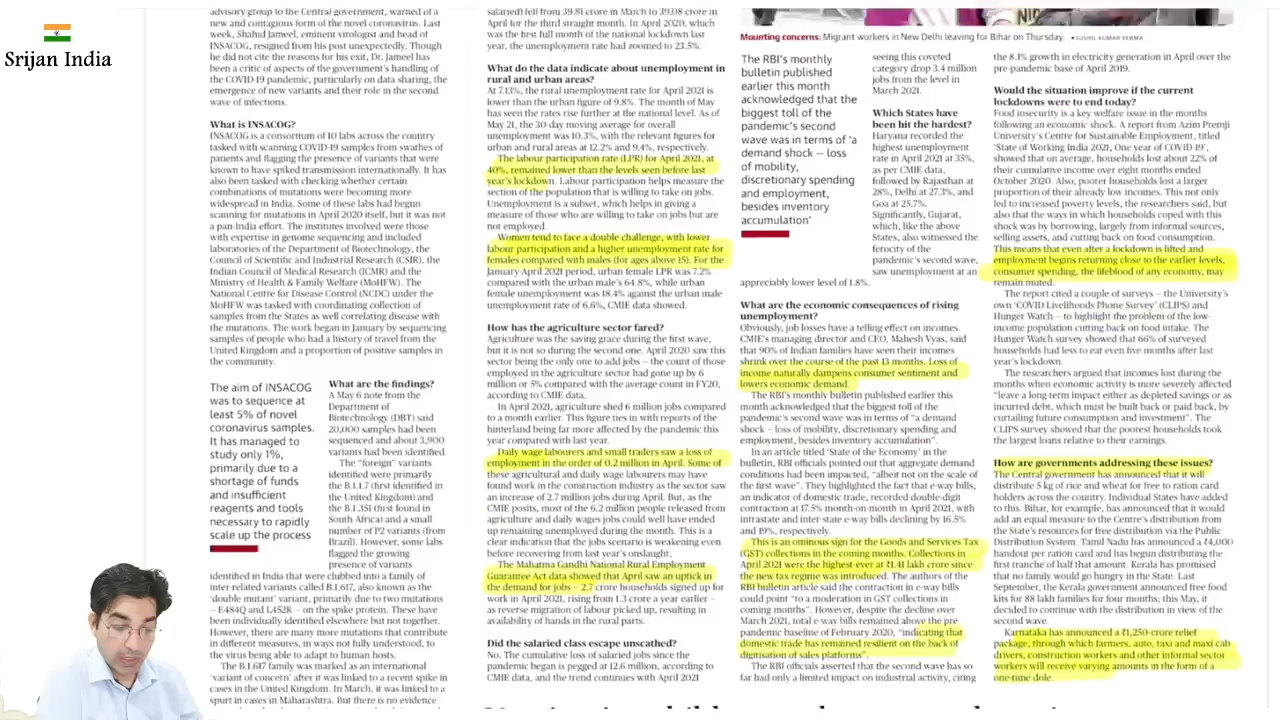 Srijan India
advisory group to the Central government, warned of a
new and contagious form of the novel coronavirus. Last
week, Shahid Jameel, eminent virologist and head of
INSACOG, resigned from his post unexpectedly. Though
he did not cite the reasons for his exit, Dr. Jameel has
been a critic of aspects of the government's handling of
the COVID-19 pandemic, particularly on data sharing, the
emergence of new variants and their role in the second
wave of infections.
What is INSACOG?
INSACOG is a consortium of 10 labs across the country
tasked with scanning COVID-19 samples from swathes of
patients and flagging the presence of variants that were
known to have spiked transmission internationally. It has
also been tasked with checking whether certain
combinations of mutations were becoming more
widespread in India. Some of these labs had begun
scanning for mutations in April 2020 itself, but it was not
a pan-India effort. The institutes involved were those
with expertise in genome sequencing and included
laboratories of the Department of Biotechnology, the
Council of Scientific and Industrial Research (CSIR), the
Indian Council of Medical Research (ICMR) and the
Ministry of Health & Family Welfare (MoHFW). The
National Centre for Disease Control (NCDC) under the
MoHFW was tasked with coordinating collection of
samples from the States as well correlating disease with
the mutations. The work began in January by sequencing
samples of people who had a history of travel from the
United Kingdom and a proportion of positive samples in
the community.
The aim of INSACOG
was to sequence at
least 5% of novel
coronavirus samples.
It has managed to
study only 1%,
primarily due to a
shortage of funds
and insufficient
reagents and tools
necessary to rapidly
scale up the process
What are the findings?
A May 6 note from the
Department of
Biotechnology (DBT) said
20,000 samples had been
sequenced and about 3,900
variants had been identified.
The "foreign" variants
identified were primarily
the B.1.1.7 (first identified in
the United Kingdom) and
the B.1.351 (first found in
South Africa) and a small
number of P2 variants (from
Brazil). However, some labs
flagged the growing
presence of variants
identified in India that were clubbed into a family of
inter-related variants called B.1.617, also known as the
'double mutant' variant, primarily due to two mutations
– E484Q and L452R – on the spike protein. These have
been individually identified elsewhere but not together.
However, there are many more mutations that contribute
in different measures, in ways not fully understood, to
the virus being able to adapt to human hosts.
The B.1.617 family was marked as an international
'variant of concern' after it was linked to a recent spike in
cases in the United Kingdom. In March, it was linked to a
spurt in cases in Maharashtra. But there is no evidence
salaried) fell from 39.81 crore in March to 39.08 crore in
April for the third straight month. In April 2020, which
was the first full month of the national lockdown last
year, the unemployment rate had zoomed to 23.5%.
What do the data indicate about unemployment in
rural and urban areas?
At 7.13%, the rural unemployment rate for April 2021 is
lower than the urban figure of 9.8%. The month of May
has seen the rates rise further at the national level. As of
May 21, the 30-day moving average for overall
unemployment was 10.3%, with the relevant figures for
urban and rural areas at 12.2% and 9.4%, respectively.
The labour participation rate (LPR) for April 2021, at
40%, remained lower than the levels seen before last
year's lockdown. Labour participation helps measure the
section of the population that is willing to take on jobs.
Unemployment is a subset, which helps in giving a
measure of those who are willing to take on jobs but are
not employed.
Women tend to face a double challenge, with lower
labour participation and a higher unemployment rate for
females compared with males (for ages above 15). For the
January-April 2021 period, urban female LPR was 7.2%
compared with the urban male's 64.8%, while urban
female unemployment was 18.4% against the urban male
unemployment rate of 6.6%, CMIE data showed.
How has the agriculture sector fared?
Agriculture was the saving grace during the first wave,
but it is not so during the second one. April 2020 saw this
sector being the only one to add jobs – the count of those
employed in the agriculture sector had gone up by 6
million or 5% compared with the average count in FY20,
according to CMIE.
In April 2021, agriculture shed 6 million jobs compared
to a month earlier. This figure ties in with reports of the
hinterland being far more affected by the pandemic this
year compared with last year.
Daily wage labourers and small traders saw a loss of
employment in the order of 0.2 million in April. Some of
these agricultural and daily wage labourers may have
found work in the construction industry as the sector saw
an increase of 2.7 million jobs during April. But, as the
CMIE posits, most of the 6.2 million people released from
agriculture and daily wages jobs could well have ended
up remaining unemployed during the month. This is a
clear indication that the jobs scenario is weakening even
before recovering from last year's onslaught.
The Mahatma Gandhi National Rural Employment
Guarantee Act data showed that April saw an uptick in
the demand for jobs – 2.7 crore households signed up for
work in April 2021, rising from 1.3 crore a year earlier –
as reverse migration of labour picked up, resulting in
availability of hands in the rural parts.
Did the salaried class escape unscathed?
No. The cumulative loss of salaried jobs since the
pandemic began is pegged at 12.6 million, according to
CMIE data, and the trend continues with April 2021
Mounting concerns: Migrant workers in New Delhi leaving for Bihar on Thursday. • SUSHIL KUMAR VERMA
The RBI's monthly
bulletin published
earlier this month
acknowledged that the
biggest toll of the
pandemic's second
wave was in terms of 'a
demand shock – loss
of mobility,
discretionary spending
and employment,
besides inventory
accumulation'
seeing this coveted
category drop 3.4 million
jobs from the level in
March 2021.
Which States have
been hit the hardest?
Haryana recorded the
highest unemployment
rate in April 2021 at 35%,
as per CMIE data,
followed by Rajasthan at
28%, Delhi at 27.3%, and
Goa at 25.7%.
Significantly, Gujarat,
which, like the above
States, also witnessed the
ferocity of the
pandemic's second wave,
saw unemployment at an
appreciably lower level of 1.8%.
What are the economic consequences of rising
unemployment?
Obviously, job losses have a telling effect on incomes.
CMIE's managing director and CEO, Mahesh Vyas, said
that 90% of Indian families have seen their incomes
shrink over the course of the past 13 months. Loss of
income naturally dampens consumer sentiment and
lowers economic demand.
The RBI's monthly bulletin published earlier this
month acknowledged that the biggest toll of the
pandemic's second wave was in terms of "a demand
shock – loss of mobility, discretionary spending and
employment, besides inventory accumulation".
In an article titled 'State of the Economy' in the
bulletin, RBI officials pointed out that aggregate demand
conditions had been impacted, "albeit not on the scale of
the first wave". They highlighted the fact that e-way bills,
an indicator of domestic trade, recorded double-digit
contraction at 17.5% month-on-month in April 2021, with
intrastate and inter-state e-way bills declining by 16.5%
and 19%, respectively.
This is an ominous sign for the Goods and Services Tax
(GST) collections in the coming months. Collections in
April 2021 were the highest-ever at ₹1.41 lakh crore since
the new tax regime was introduced. The authors of the
RBI bulletin article said the contraction in e-way bills
could point "to a moderation in GST collections in
coming months". However, despite the decline over
March 2021, total e-way bills remained above the pre-
pandemic baseline of February 2020, "indicating that
domestic trade has remained resilient on the back of
digitisation of sales platforms".
The RBI officials asserted that the second wave has so
far had only a limited impact on industrial activity, citing
the 8.1% growth in electricity generation in April over the
pre-pandemic base of April 2019.
Would the situation improve if the current
lockdowns were to end today?
Food insecurity is a key welfare issue in the months
following an economic shock. A report from Azim Premji
University's Centre for Sustainable Employment, titled
'State of Working India 2021, One year of COVID-19',
showed that on average, households lost about 22% of
their cumulative income over eight months ended
October 2020. Also, poorer households lost a larger
proportion of their already low incomes. This not only
led to increased poverty levels, the researchers said, but
also that the ways in which households coped with this
shock was by borrowing, largely from informal sources,
selling assets, and cutting back on food consumption.
This means that even after a lockdown is lifted and
employment begins returning close to the earlier levels,
consumer spending, the lifeblood of any economy, may
remain muted.
The report cited a couple of surveys – the University's
own 'COVID Livelihoods Phone Survey' (CLIPS) and
Hunger Watch – to highlight the problem of the low-
income population cutting back on food intake. The
Hunger Watch survey showed that 66% of surveyed
households had less to eat even five months after last
year's lockdown.
The researchers argued that incomes lost during the
months when economic activity is more severely affected
"leave a long-term impact either as depleted savings or as
incurred debt, which must be built back or paid back, by
curtailing future consumption and investment". The
CLIPS survey showed that the poorest households took
the largest loans relative to their earnings.
How are governments addressing these issues?
The Central government has announced that it will
distribute 5 kg of rice and wheat for free to ration card
holders across the country. Individual States have added
to this. Bihar, for example, has announced that it would
add an equal measure to the Centre's distribution from
the State's resources for free distribution via the Public
Distribution System. Tamil Nadu has announced a ₹4,000
handout per ration card and has begun distributing the
first tranche of half that amount. Kerala has promised
that no family would go hungry in the State. Last
September, the Kerala government announced free food
kits for 88 lakh families for four months; this May, it
decided to continue with the distribution in view of the
second wave.
Karnataka has announced a ₹1,250-crore relief
package, through which farmers, auto, taxi and maxi cab
drivers, construction workers and other informal sector
workers will receive varying amounts in the form of a
one-time dole.